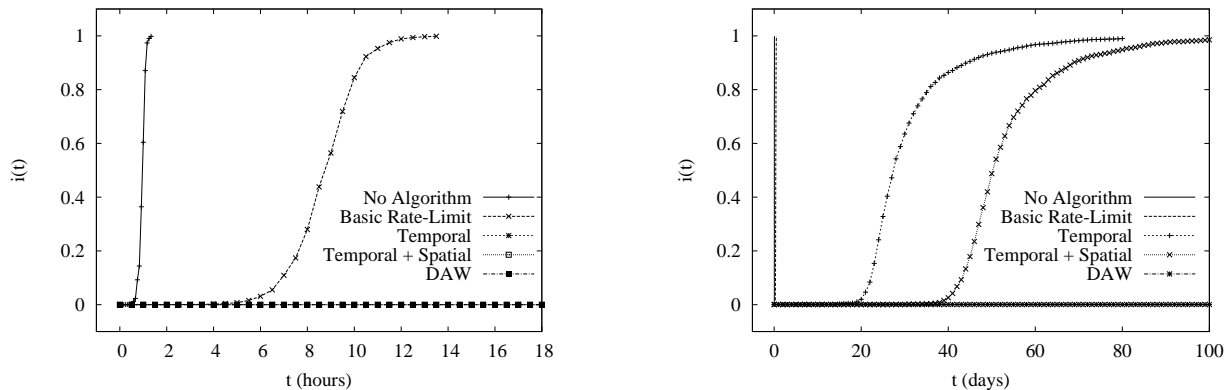 1
0.8
0.6
0.4
0.2
0
i(t)
No Algorithm
Basic Rate-Limit
Temporal
Temporal + Spatial
DAW
0 2 4 6 8 10 12 14 16 18
t (hours)
1
0.8
0.6
0.4
0.2
0
i(t)
No Algorithm
Basic Rate-Limit
Temporal
Temporal + Spatial
DAW
0 20 40 60 80 100
t (days)